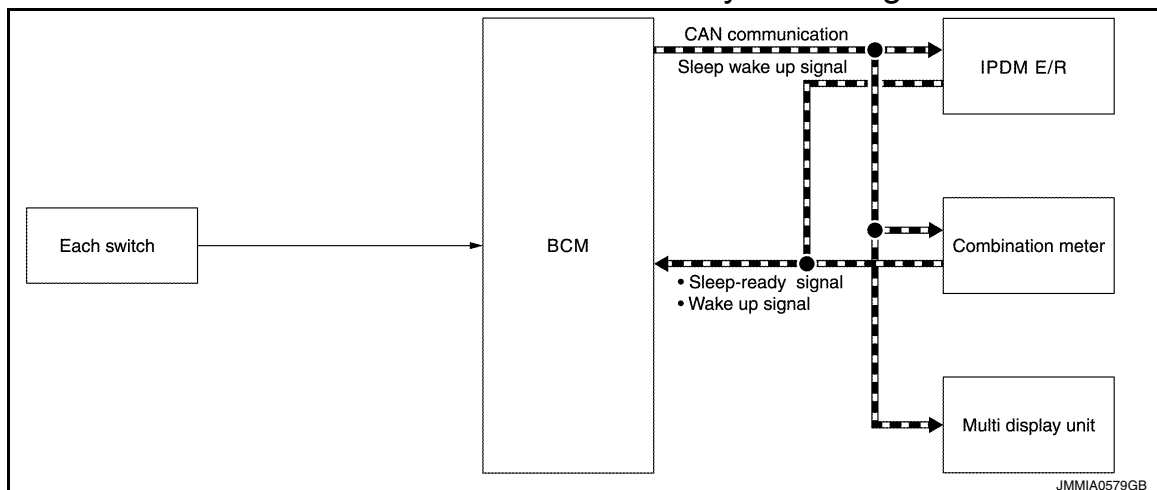 CAN communication
Sleep wake up signal
IPDM E/R
Each switch
BCM
Combination meter
• Sleep-ready signal
• Wake up signal
Multi display unit
JMMIA0579GB